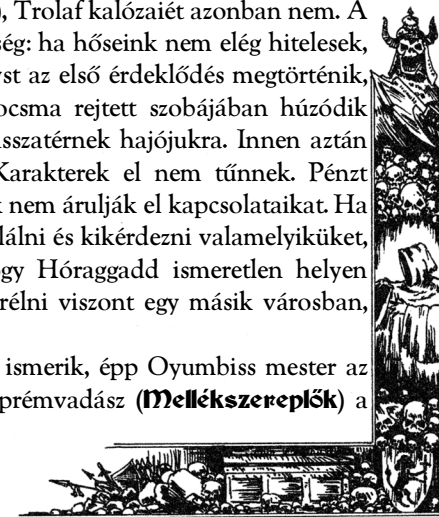 ), Trolaf kalózaiét azonban nem. A
ség: ha hőseink nem elég hitelesek,
yst az első érdeklődés megtörténik,
ocsma rejtett szobájában húzódik
sszatérnek hajójukra. Innen aztán
Karakterek el nem tűnnek. Pénzt
k nem árulják el kapcsolataikat. Ha
lálni és kikérdezni valamelyiküket,
ogy Hóraggadd ismeretlen helyen
rélni viszont egy másik városban,
ismerik, épp Oyumbiss mester az
prémvadász (Mellékszereplők) a